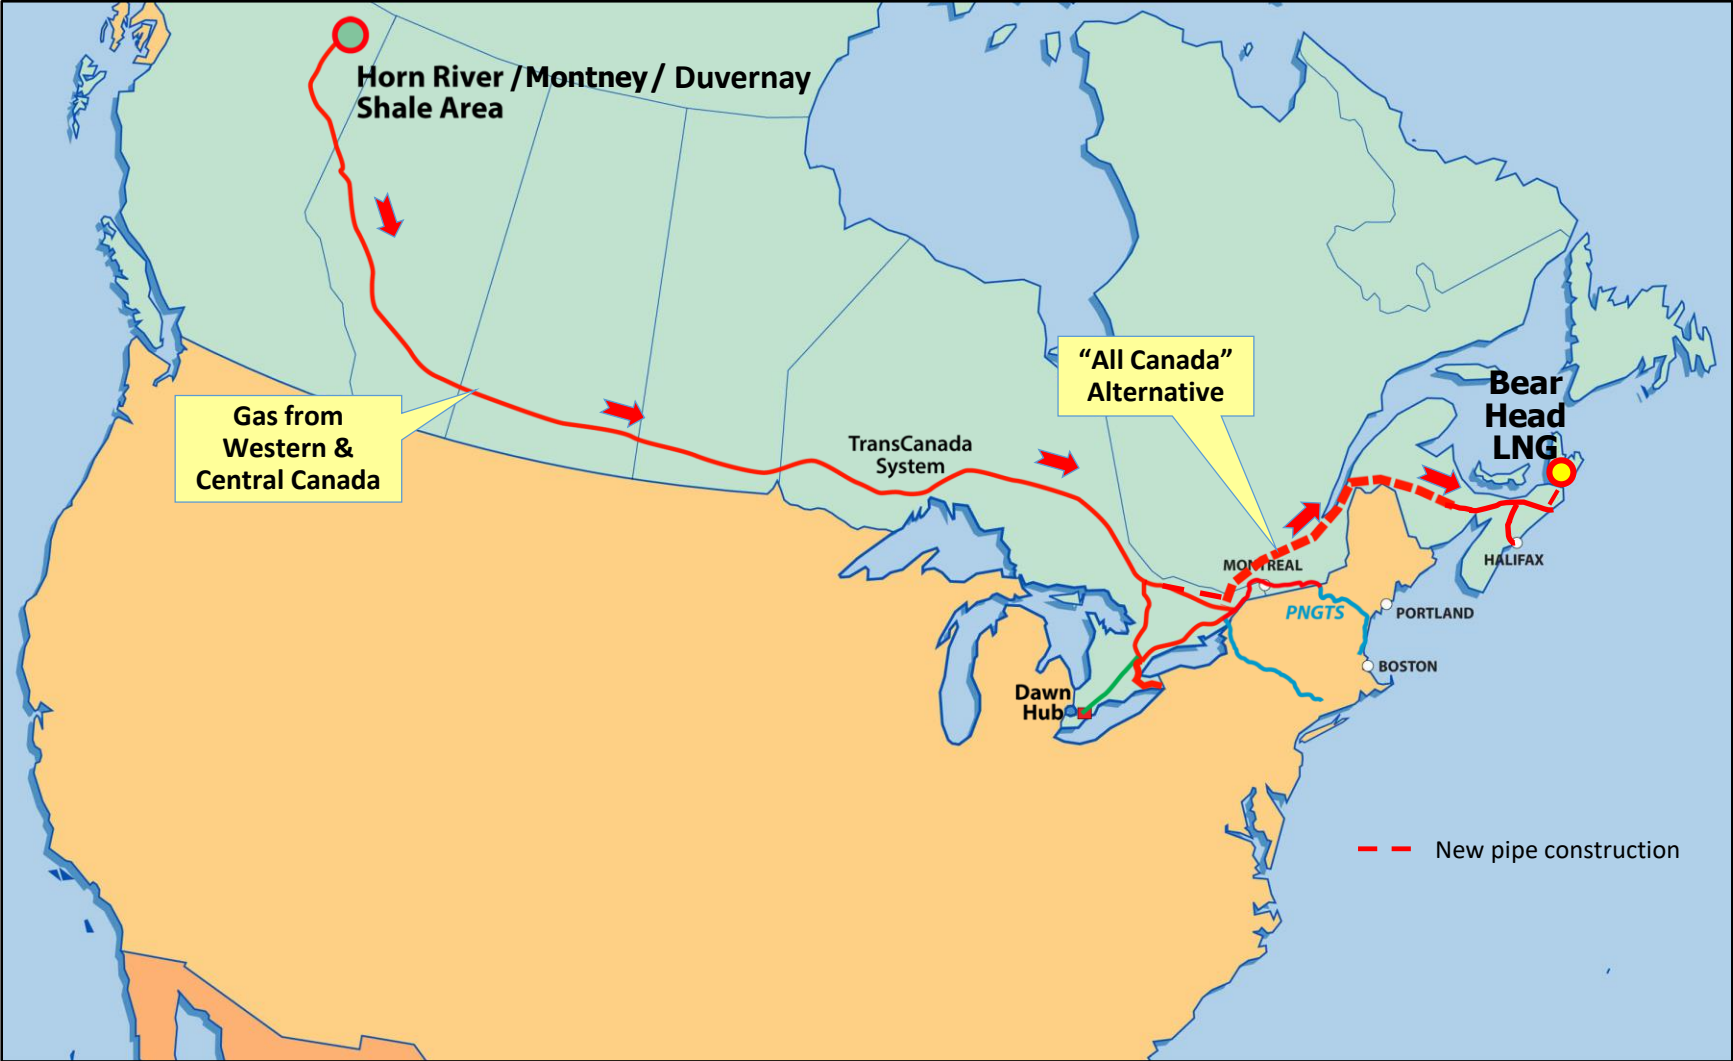 Horn River / Montney / Duvernay
Shale Area
“All Canada”
Alternative
Bear
Head
LNG
Gas from
Western &
Central Canada
TransCanada
System
MONTREAL
HALIFAX
PNGTS
PORTLAND
BOSTON
Dawn
Hub
New pipe construction